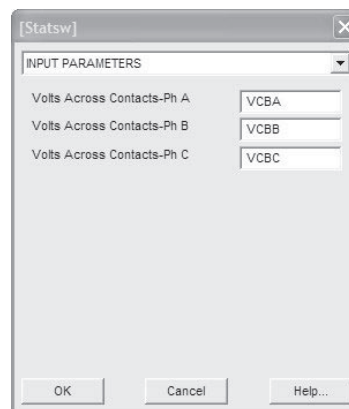 [Statsw]
INPUT PARAMETERS
Volts Across Contacts-Ph A VCBA
Volts Across Contacts-Ph B VCBB
Volts Across Contacts-Ph C VCBC
OK Cancel Help...